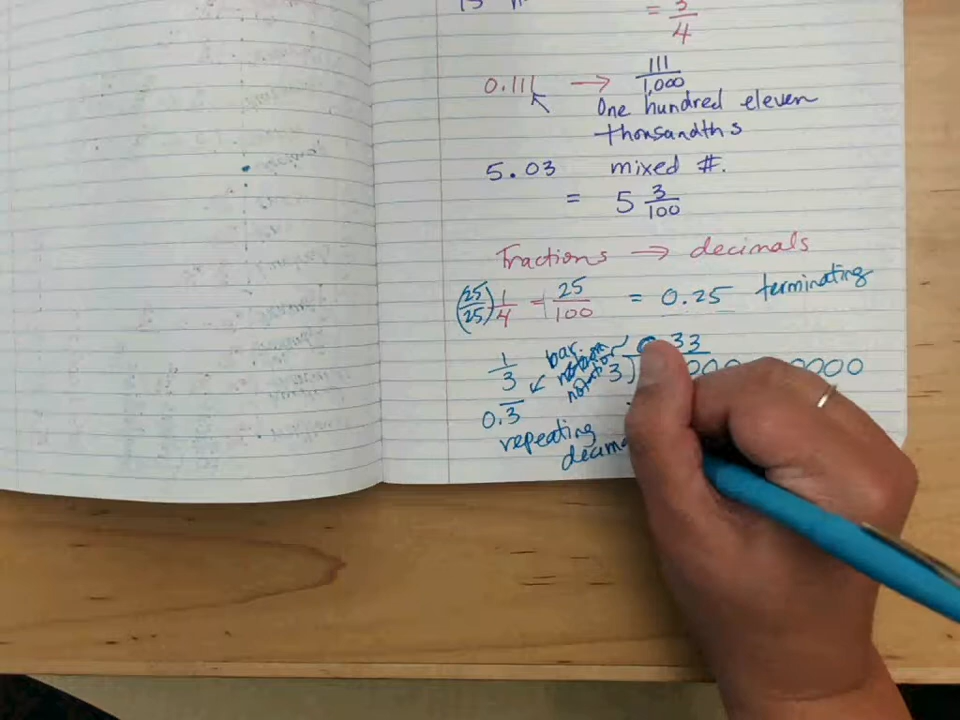 = 3/4
0.111 → 111/1,000
One hundred eleven
thousandths
5.03 mixed #.
= 5 3/100
Fractions → decimals
(25/25) 1/4 = 25/100 = 0.25 terminating
1/3 bar
notation
0.3̅
repeating
0.33
3)
0000